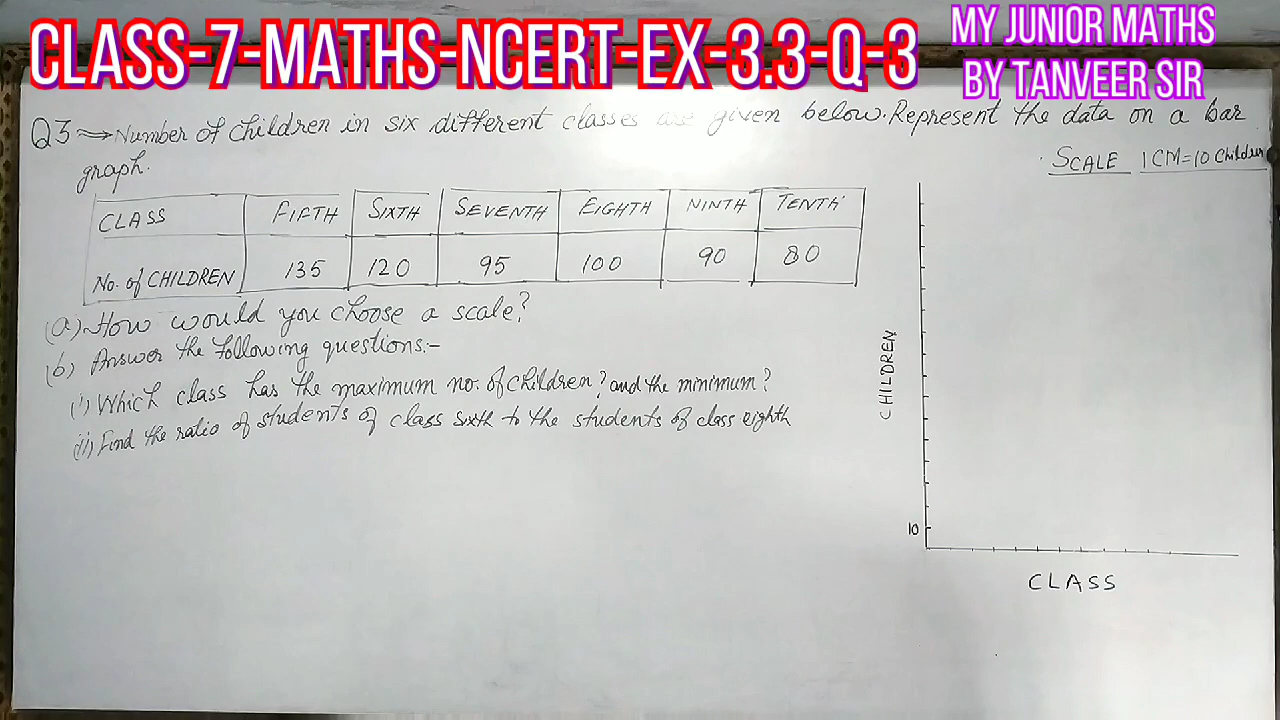 CLASS-7-MATHS-NCERT-EX-3.3-Q-3
MY JUNIOR MATHS
BY TANVEER SIR
Q3 ⇒ Number of children in six different classes are given below. Represent the data on a bar
graph.
SCALE 1 CM = 10 Children
CLASS FIFTH SIXTH SEVENTH EIGHTH NINTH TENTH
No. of CHILDREN 135 120 95 100 90 80
(a) How would you choose a scale?
(b) Answer the following questions:-
(i) Which class has the maximum no. of children? and the minimum?
(ii) Find the ratio of students of class sixth to the students of class eighth
CHILDREN
10
CLASS